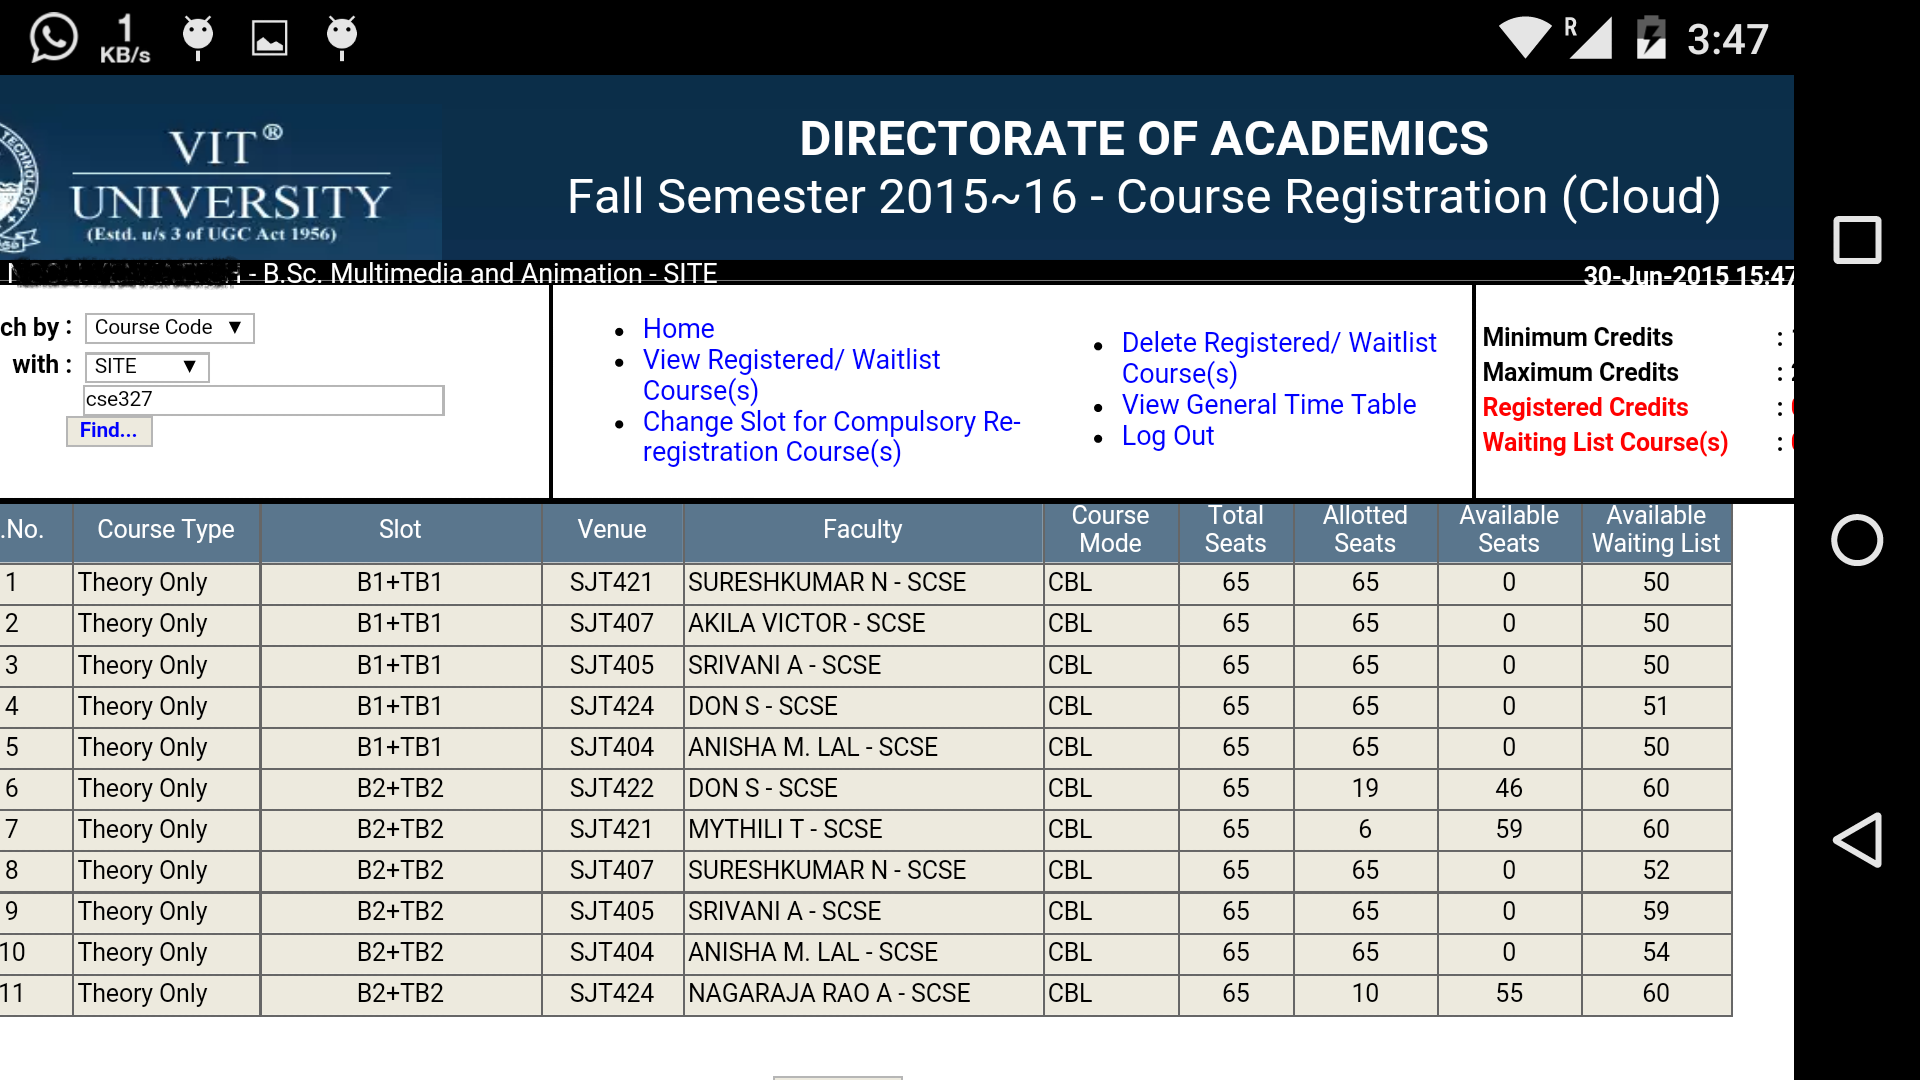 1
KB/s
R
3:47
TECHNOLOGY
VIT®
UNIVERSITY
(Estd. u/s 3 of UGC Act 1956)
DIRECTORATE OF ACADEMICS
Fall Semester 2015~16 - Course Registration (Cloud)
- B.Sc. Multimedia and Animation - SITE
30-Jun-2015 15:47
ch by : Course Code ▼
with : SITE ▼
cse327
Find...
• Home
• View Registered/ Waitlist
Course(s)
• Change Slot for Compulsory Re-
registration Course(s)
• Delete Registered/ Waitlist
Course(s)
• View General Time Table
• Log Out
Minimum Credits :
Maximum Credits :
Registered Credits :
Waiting List Course(s) :
.No. Course Type Slot Venue Faculty Course Mode Total Seats Allotted Seats Available Seats Available Waiting List
1 Theory Only B1+TB1 SJT421 SURESHKUMAR N - SCSE CBL 65 65 0 50
2 Theory Only B1+TB1 SJT407 AKILA VICTOR - SCSE CBL 65 65 0 50
3 Theory Only B1+TB1 SJT405 SRIVANI A - SCSE CBL 65 65 0 50
4 Theory Only B1+TB1 SJT424 DON S - SCSE CBL 65 65 0 51
5 Theory Only B1+TB1 SJT404 ANISHA M. LAL - SCSE CBL 65 65 0 50
6 Theory Only B2+TB2 SJT422 DON S - SCSE CBL 65 19 46 60
7 Theory Only B2+TB2 SJT421 MYTHILI T - SCSE CBL 65 6 59 60
8 Theory Only B2+TB2 SJT407 SURESHKUMAR N - SCSE CBL 65 65 0 52
9 Theory Only B2+TB2 SJT405 SRIVANI A - SCSE CBL 65 65 0 59
10 Theory Only B2+TB2 SJT404 ANISHA M. LAL - SCSE CBL 65 65 0 54
11 Theory Only B2+TB2 SJT424 NAGARAJA RAO A - SCSE CBL 65 10 55 60